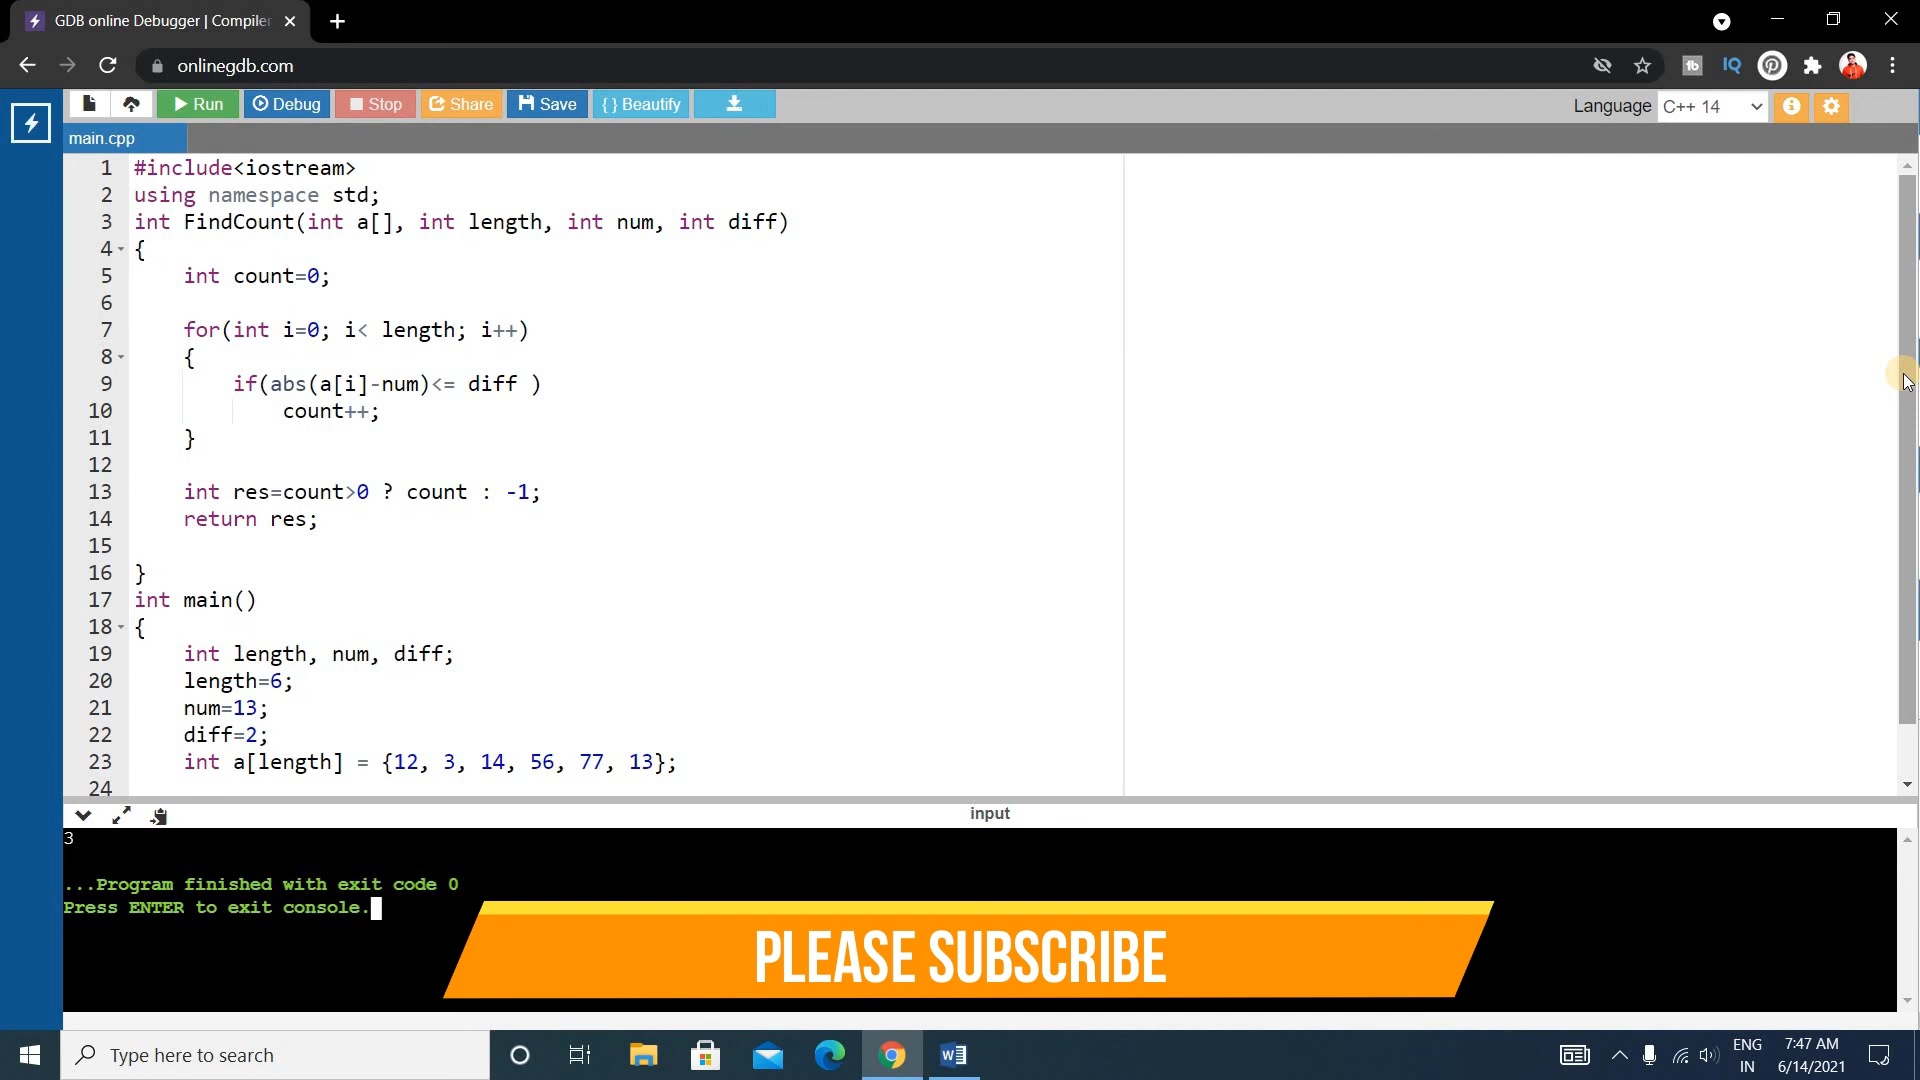 GDB online Debugger | Compiler
onlinegdb.com
tb
IQ
Run
Debug
Stop
Share
Save
{ } Beautify
Language C++ 14
main.cpp
1 #include<iostream>
2 using namespace std;
3 int FindCount(int a[], int length, int num, int diff)
4 {
5     int count=0;
6
7     for(int i=0; i< length; i++)
8     {
9         if(abs(a[i]-num)<= diff )
10             count++;
11     }
12
13     int res=count>0 ? count : -1;
14     return res;
15
16 }
17 int main()
18 {
19     int length, num, diff;
20     length=6;
21     num=13;
22     diff=2;
23     int a[length] = {12, 3, 14, 56, 77, 13};
24
input
3
...Program finished with exit code 0
Press ENTER to exit console.
PLEASE SUBSCRIBE
Type here to search
ENG
IN
7:47 AM
6/14/2021